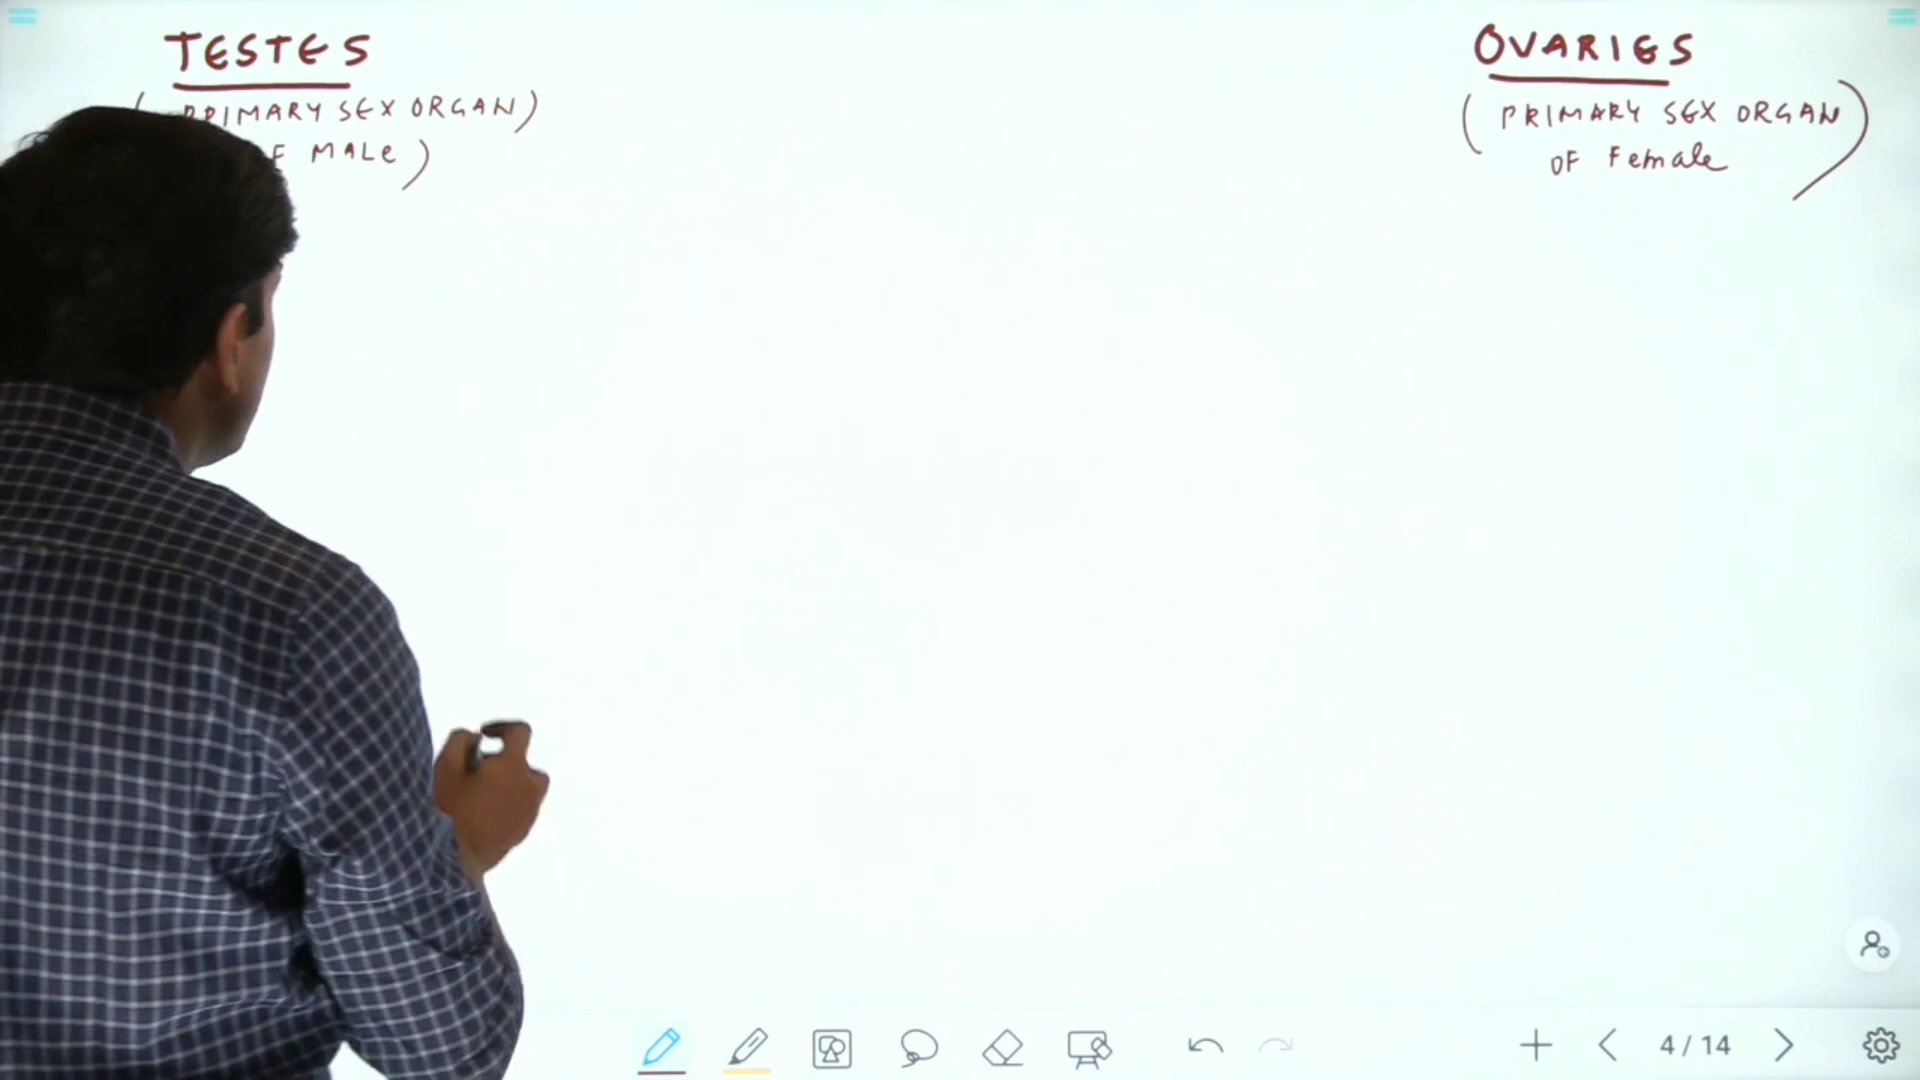 TESTES
PRIMARY SEX ORGAN)
MALe )
OVARIES
( PRIMARY SEX ORGAN
OF Female )
4 / 14